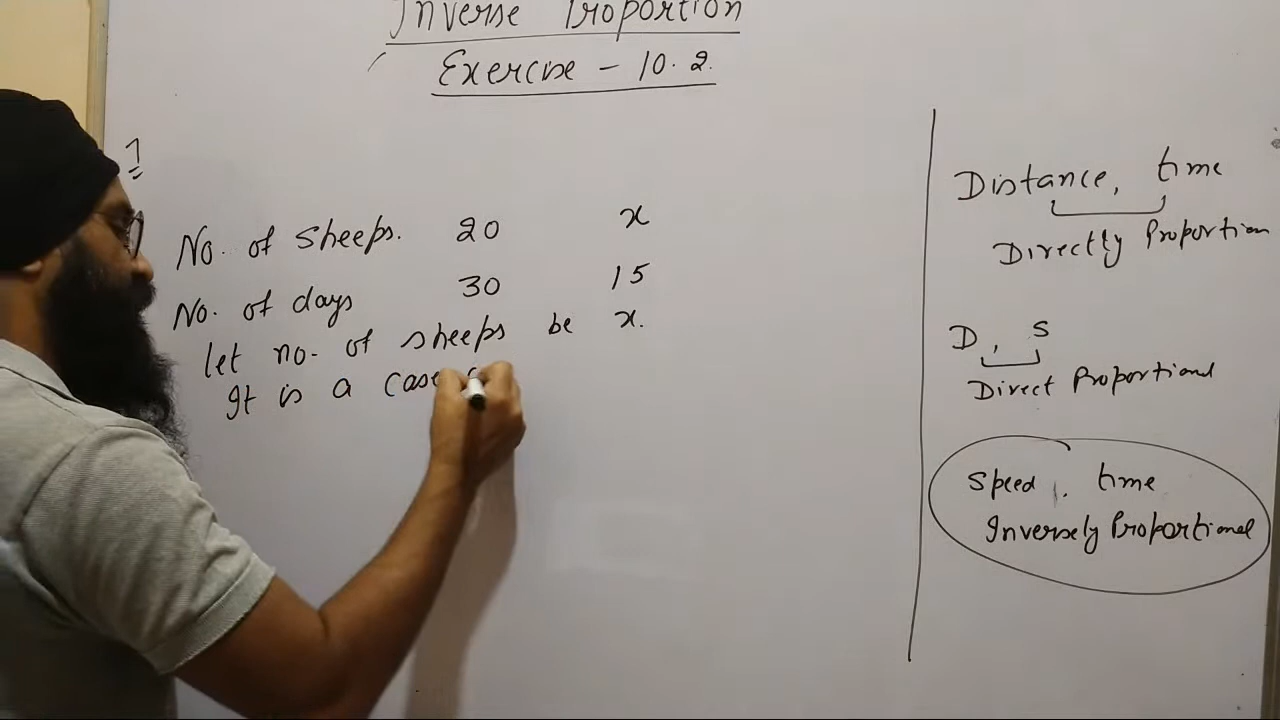 Inverse Proportion
Exercise - 10.2.
1
No. of sheeps. 20 x
No. of days 30 15
let no. of sheeps be x.
It is a case
Distance, time
Directly Proportion
D, S
Direct Proportional
Speed, time
Inversely Proportional